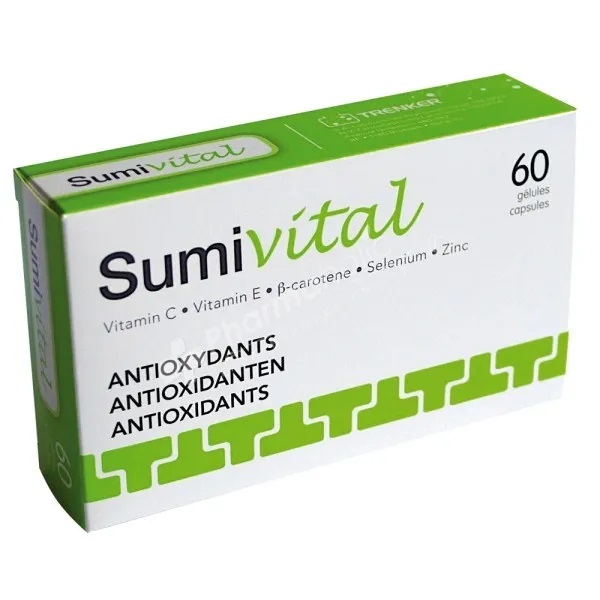 TRENKER
Sumivital
Sumivital
60
gélules
capsules
Vitamin C • Vitamin E • β-carotene • Selenium • Zinc
ANTIOXYDANTS
ANTIOXIDANTEN
ANTIOXIDANTS
Sumivital
60